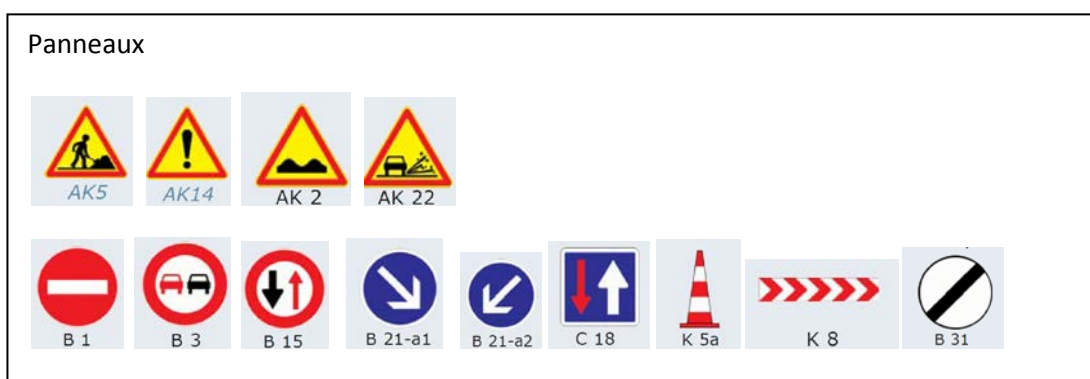 Panneaux
AK5 AK14 AK 2 AK 22
B 1 B 3 B 15 B 21-a1 B 21-a2 C 18 K 5a K 8 B 31